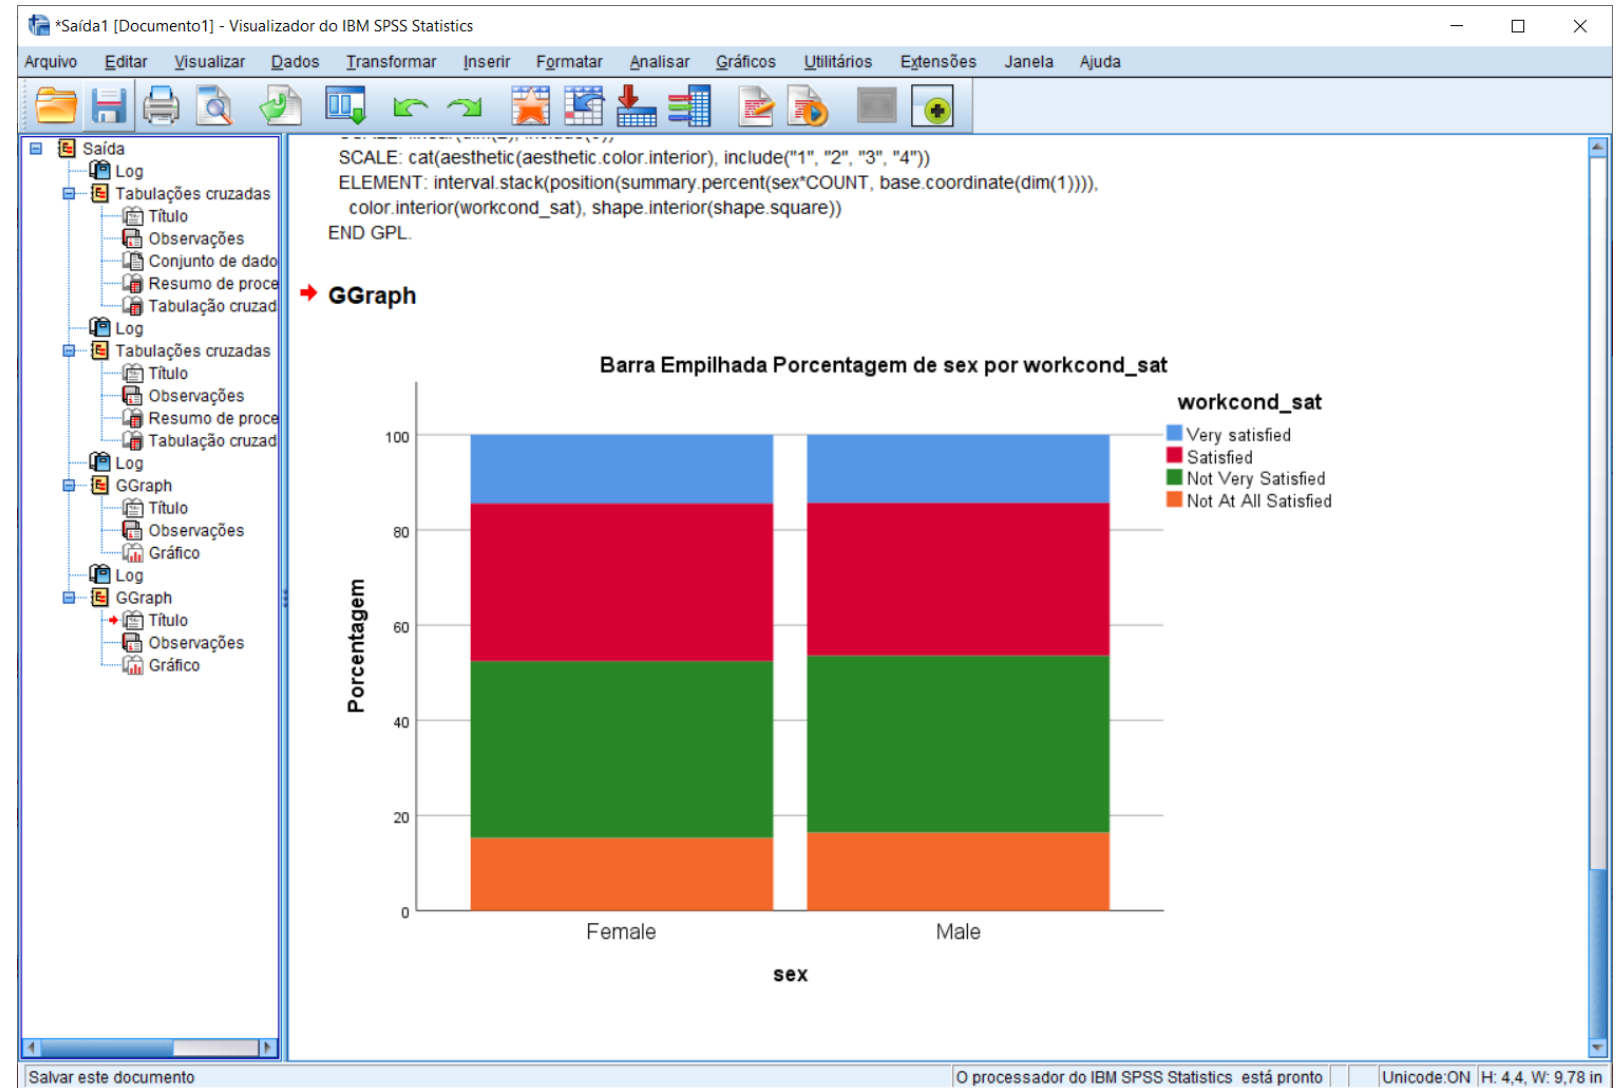 *Saída1 [Documento1] - Visualizador do IBM SPSS Statistics
Arquivo Editar Visualizar Dados Transformar Inserir Formatar Analisar Gráficos Utilitários Extensões Janela Ajuda
Saída
Log
Tabulações cruzadas
Título
Observações
Conjunto de dado
Resumo de proce
Tabulação cruzad
Log
Tabulações cruzadas
Título
Observações
Resumo de proce
Tabulação cruzad
Log
GGraph
Título
Observações
Gráfico
Log
GGraph
Título
Observações
Gráfico
SCALE: cat(aesthetic(aesthetic.color.interior), include("1", "2", "3", "4"))
ELEMENT: interval.stack(position(summary.percent(sex*COUNT, base.coordinate(dim(1)))),
color.interior(workcond_sat), shape.interior(shape.square))
END GPL.
GGraph
Barra Empilhada Porcentagem de sex por workcond_sat
workcond_sat
Very satisfied
Satisfied
Not Very Satisfied
Not At All Satisfied
Porcentagem
100
80
60
40
20
0
Female Male
sex
Salvar este documento
O processador do IBM SPSS Statistics está pronto
Unicode:ON
H: 4,4, W: 9,78 in